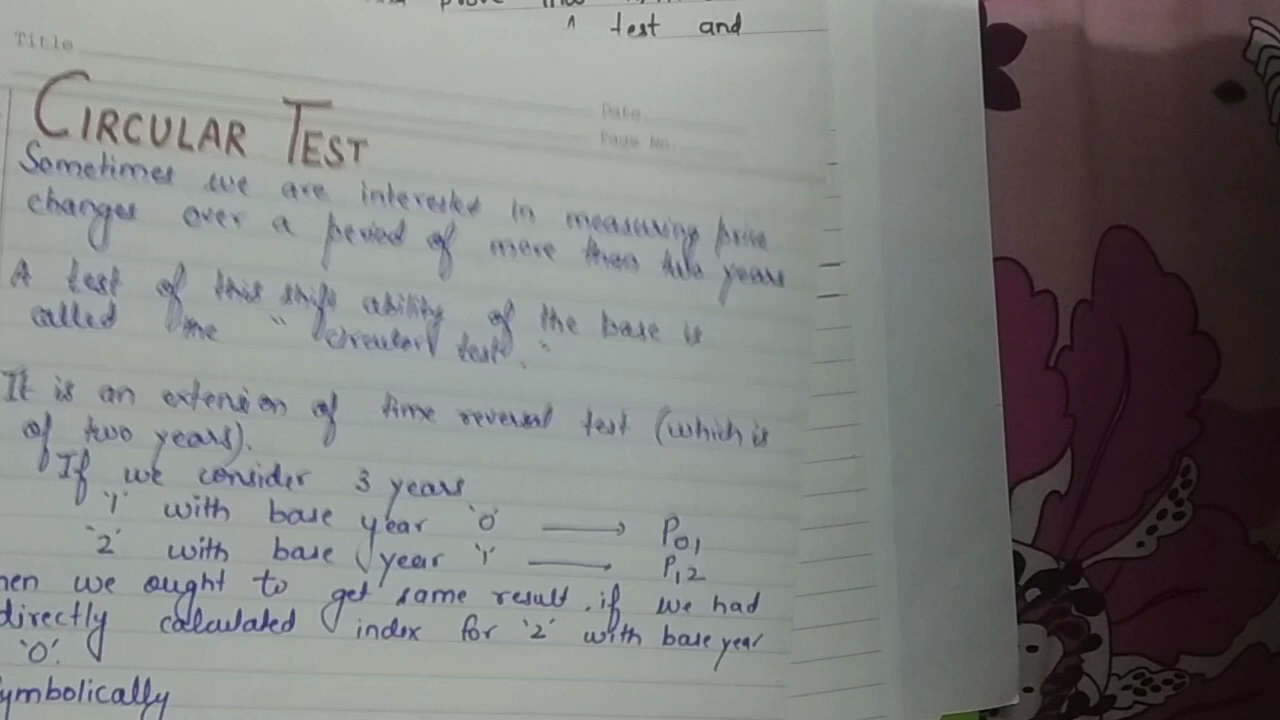 test and
Title
Date
Page No.
CIRCULAR TEST
Sometimes we are interested in measuring price
changes over a period of more than two years
A test of this shift ability of the base is
called the "circular test."
It is an extension of time reversal test (which is
of two years).
If we consider 3 years
'1' with base year '0' → P01
'2' with base year '1' → P12
hen we ought to get same result, if we had
directly calculated index for '2' with base year
'0'.
ymbolically